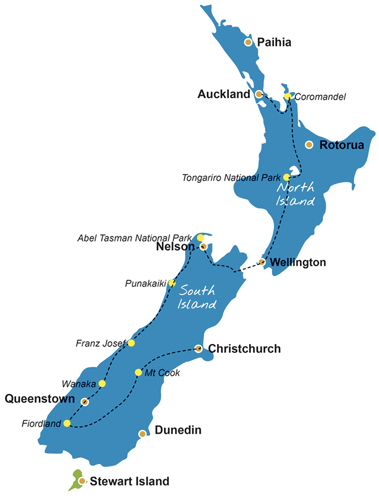 Paihia
Auckland
Coromandel
Rotorua
Tongariro National Park
North
Island
Abel Tasman National Park
Nelson
Wellington
Punakaiki
South
Island
Franz Josef
Christchurch
Mt Cook
Wanaka
Queenstown
Fiordland
Dunedin
Stewart Island